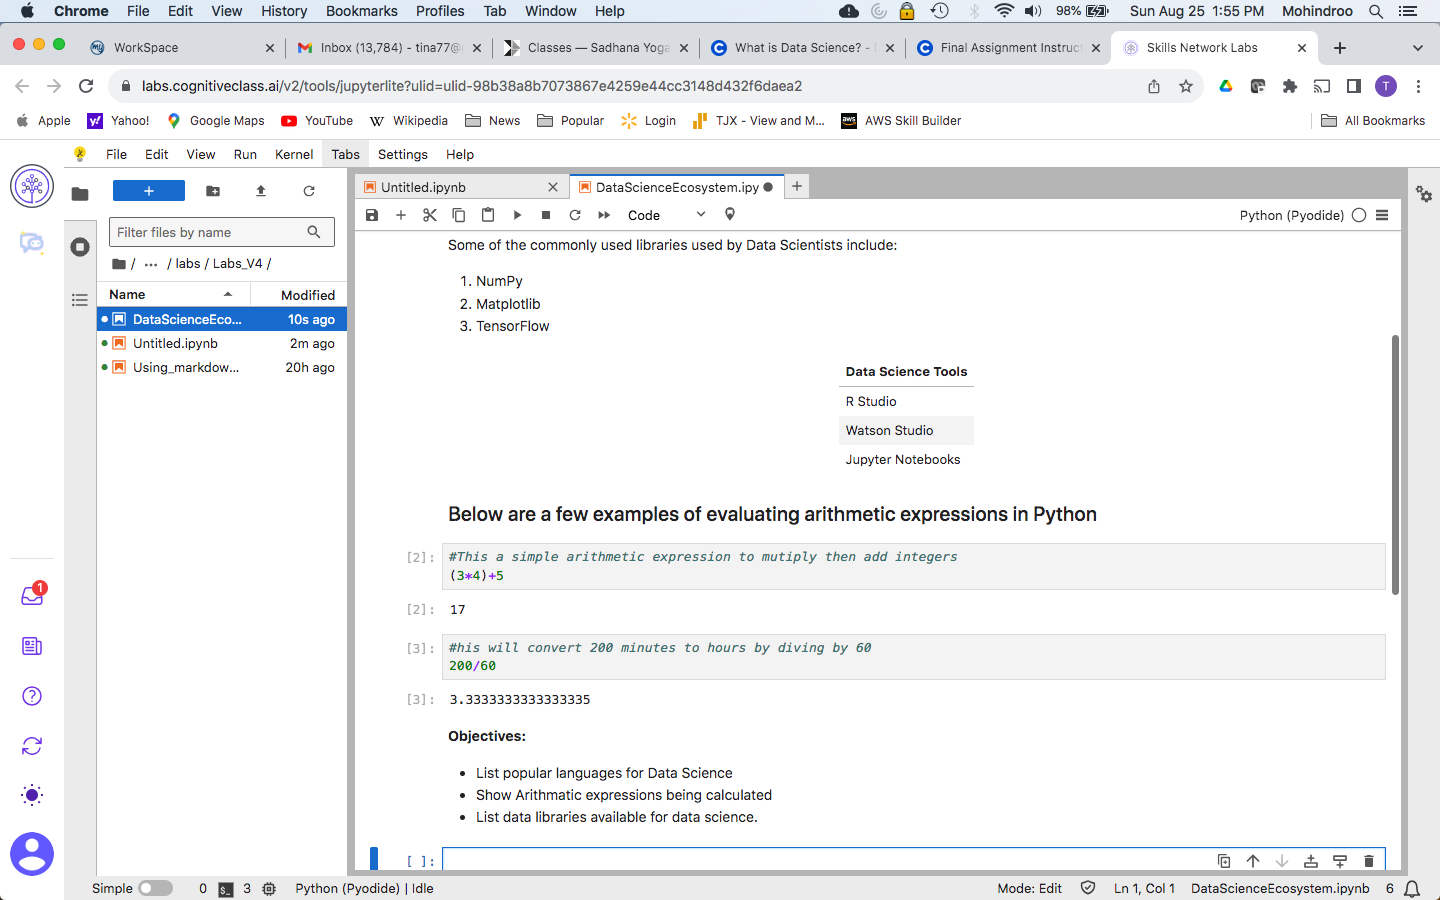 Chrome File Edit View History Bookmarks Profiles Tab Window Help 98% Sun Aug 25 1:55 PM Mohindroo
WorkSpace Inbox (13,784) - tina77@ Classes — Sadhana Yoga What is Data Science? - Final Assignment Instruct Skills Network Labs
labs.cognitiveclass.ai/v2/tools/jupyterlite?ulid=ulid-98b38a8b7073867e4259e44cc3148d432f6daea2 T
Apple Yahoo! Google Maps YouTube Wikipedia News Popular Login TJX - View and M... AWS Skill Builder All Bookmarks
File Edit View Run Kernel Tabs Settings Help
Untitled.ipynb DataScienceEcosystem.ipy
Code Python (Pyodide)
Filter files by name
/ ... / labs / Labs_V4 /
Name Modified
DataScienceEco... 10s ago
Untitled.ipynb 2m ago
Using_markdow... 20h ago
1
Some of the commonly used libraries used by Data Scientists include:
1. NumPy
2. Matplotlib
3. TensorFlow
Data Science Tools
R Studio
Watson Studio
Jupyter Notebooks
Below are a few examples of evaluating arithmetic expressions in Python
[2]: #This a simple arithmetic expression to mutiply then add integers
(3*4)+5
[2]: 17
[3]: #his will convert 200 minutes to hours by diving by 60
200/60
[3]: 3.3333333333333335
Objectives:
• List popular languages for Data Science
• Show Arithmatic expressions being calculated
• List data libraries available for data science.
[ ]:
Simple 0 $_ 3 Python (Pyodide) | Idle Mode: Edit Ln 1, Col 1 DataScienceEcosystem.ipynb 6